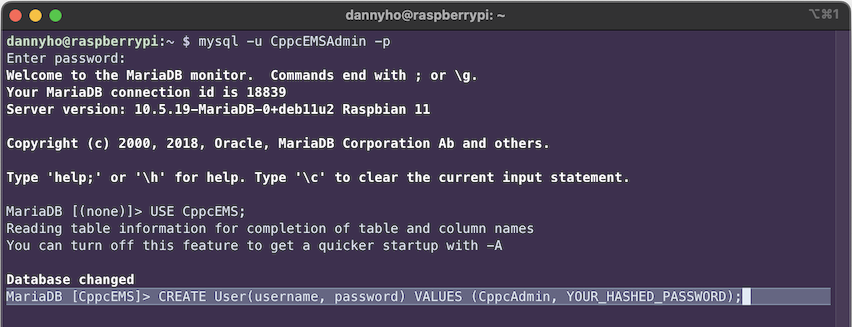 dannyho@raspberrypi: ~
⌥⌘1
dannyho@raspberrypi:~ $ mysql -u CppcEMSAdmin -p
Enter password:
Welcome to the MariaDB monitor.  Commands end with ; or \g.
Your MariaDB connection id is 18839
Server version: 10.5.19-MariaDB-0+deb11u2 Raspbian 11
Copyright (c) 2000, 2018, Oracle, MariaDB Corporation Ab and others.
Type 'help;' or '\h' for help. Type '\c' to clear the current input statement.
MariaDB [(none)]> USE CppcEMS;
Reading table information for completion of table and column names
You can turn off this feature to get a quicker startup with -A
Database changed
MariaDB [CppcEMS]> CREATE User(username, password) VALUES (CppcAdmin, YOUR_HASHED_PASSWORD);